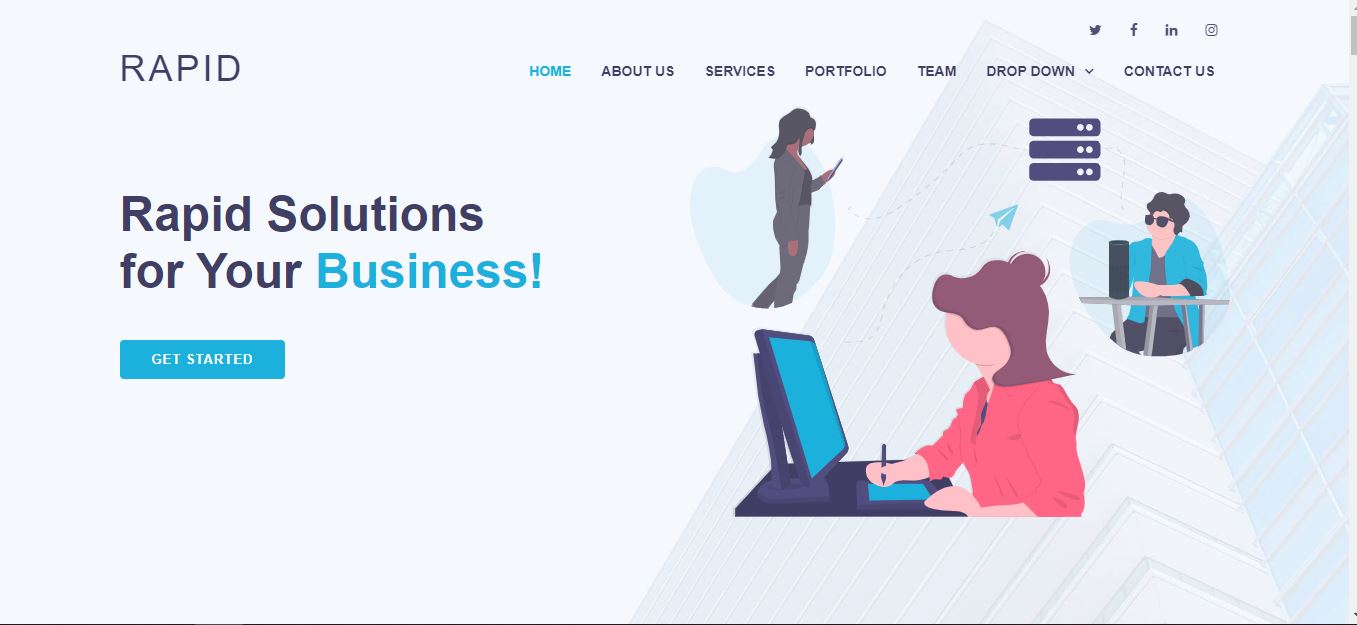 RAPID
HOME ABOUT US SERVICES PORTFOLIO TEAM DROP DOWN CONTACT US
Rapid Solutions
for Your Business!
GET STARTED